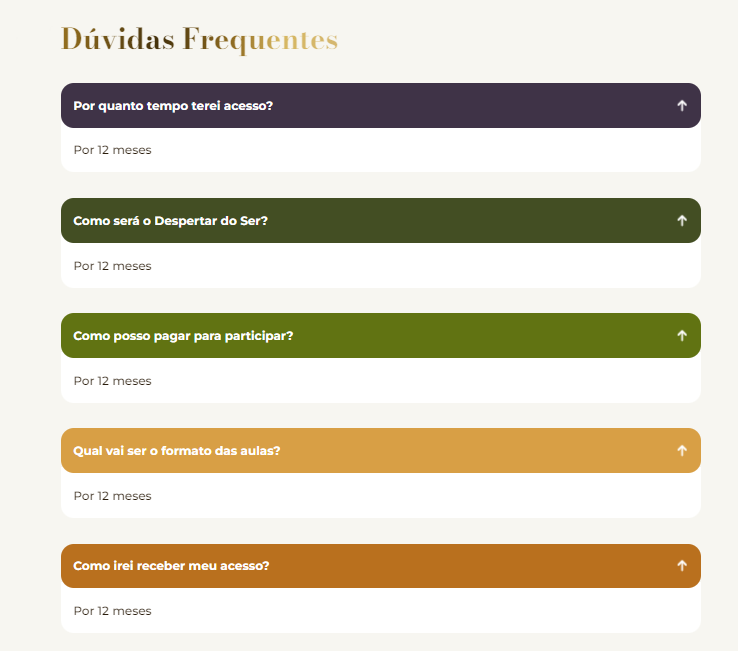 Dúvidas Frequentes
Por quanto tempo terei acesso?
Por 12 meses
Como será o Despertar do Ser?
Por 12 meses
Como posso pagar para participar?
Por 12 meses
Qual vai ser o formato das aulas?
Por 12 meses
Como irei receber meu acesso?
Por 12 meses